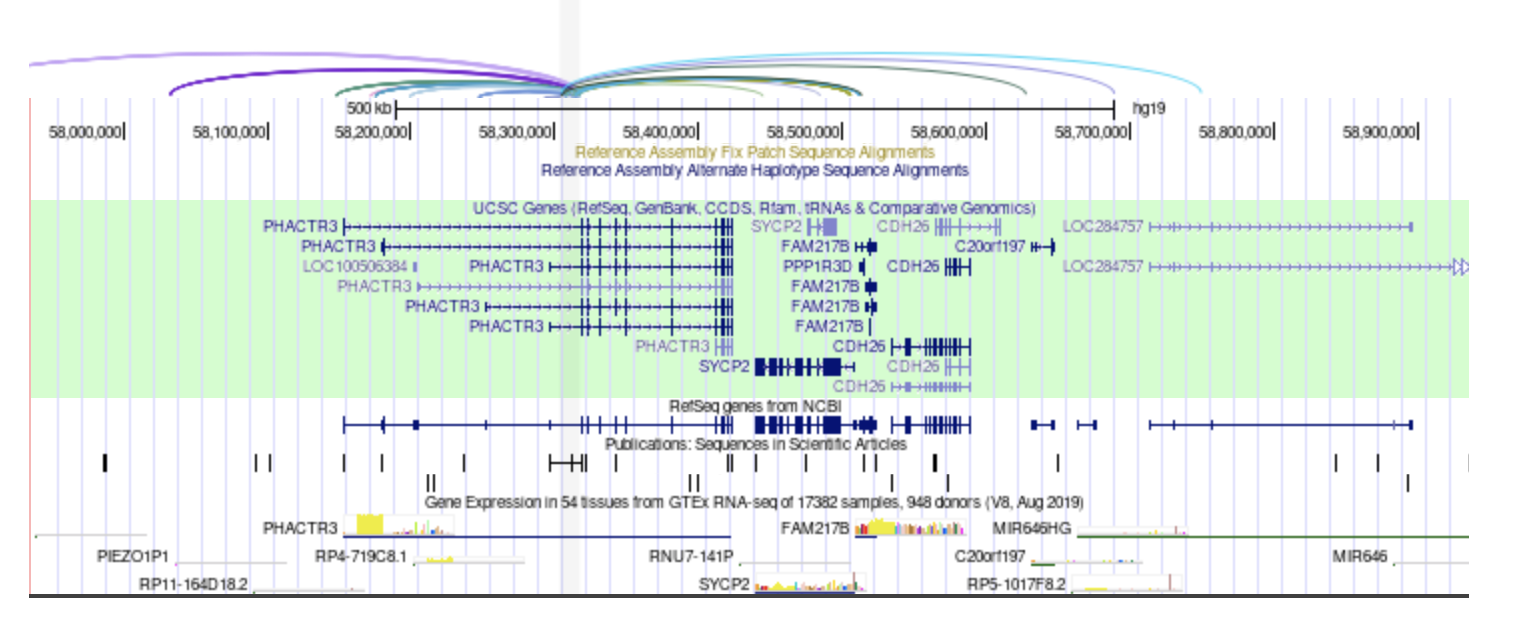 500 kb hg19
58,000,000 58,100,000 58,200,000 58,300,000 58,400,000 58,500,000 58,600,000 58,700,000 58,800,000 58,900,000
Reference Assembly Fix Patch Sequence Alignments
Reference Assembly Alternate Haplotype Sequence Alignments
UCSC Genes (RefSeq, GenBank, CCDS, Rfam, tRNAs & Comparative Genomics)
PHACTR3 SYCP2 CDH26 LOC284757
PHACTR3 FAM217B C20orf197
LOC100506384 PHACTR3 PPP1R3D CDH26 LOC284757
PHACTR3 FAM217B
PHACTR3 FAM217B
PHACTR3 FAM217B
PHACTR3 CDH26
SYCP2 CDH26
CDH26
RefSeq genes from NCBI
Publications: Sequences in Scientific Articles
Gene Expression in 54 tissues from GTEx RNA-seq of 17382 samples, 948 donors (V8, Aug 2019)
PHACTR3 FAM217B MIR646HG
PIEZO1P1 RP4-719C8.1 RNU7-141P C20orf197 MIR646
RP11-164D18.2 SYCP2 RP5-1017F8.2